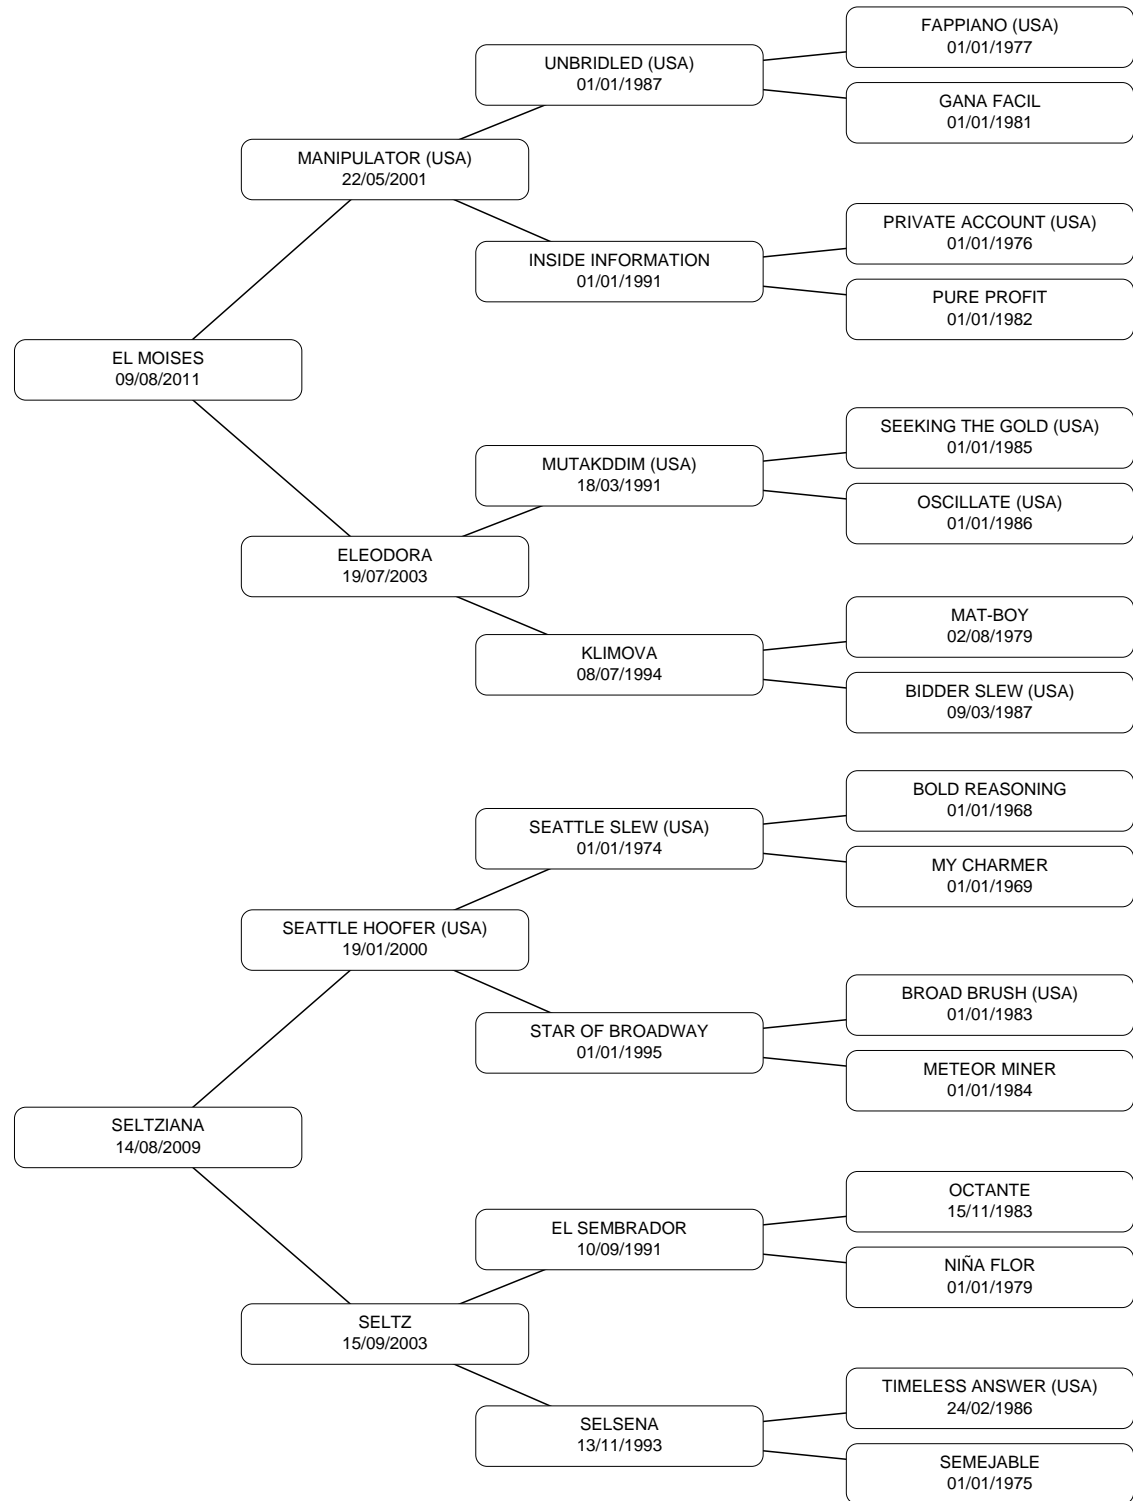 FAPPIANO (USA)
01/01/1977
UNBRIDLED (USA)
01/01/1987
GANA FACIL
01/01/1981
MANIPULATOR (USA)
22/05/2001
PRIVATE ACCOUNT (USA)
01/01/1976
INSIDE INFORMATION
01/01/1991
PURE PROFIT
01/01/1982
EL MOISES
09/08/2011
SEEKING THE GOLD (USA)
01/01/1985
MUTAKDDIM (USA)
18/03/1991
OSCILLATE (USA)
01/01/1986
ELEODORA
19/07/2003
MAT-BOY
02/08/1979
KLIMOVA
08/07/1994
BIDDER SLEW (USA)
09/03/1987
BOLD REASONING
01/01/1968
SEATTLE SLEW (USA)
01/01/1974
MY CHARMER
01/01/1969
SEATTLE HOOFER (USA)
19/01/2000
BROAD BRUSH (USA)
01/01/1983
STAR OF BROADWAY
01/01/1995
METEOR MINER
01/01/1984
SELTZIANA
14/08/2009
OCTANTE
15/11/1983
EL SEMBRADOR
10/09/1991
NIÑA FLOR
01/01/1979
SELTZ
15/09/2003
TIMELESS ANSWER (USA)
24/02/1986
SELSENA
13/11/1993
SEMEJABLE
01/01/1975